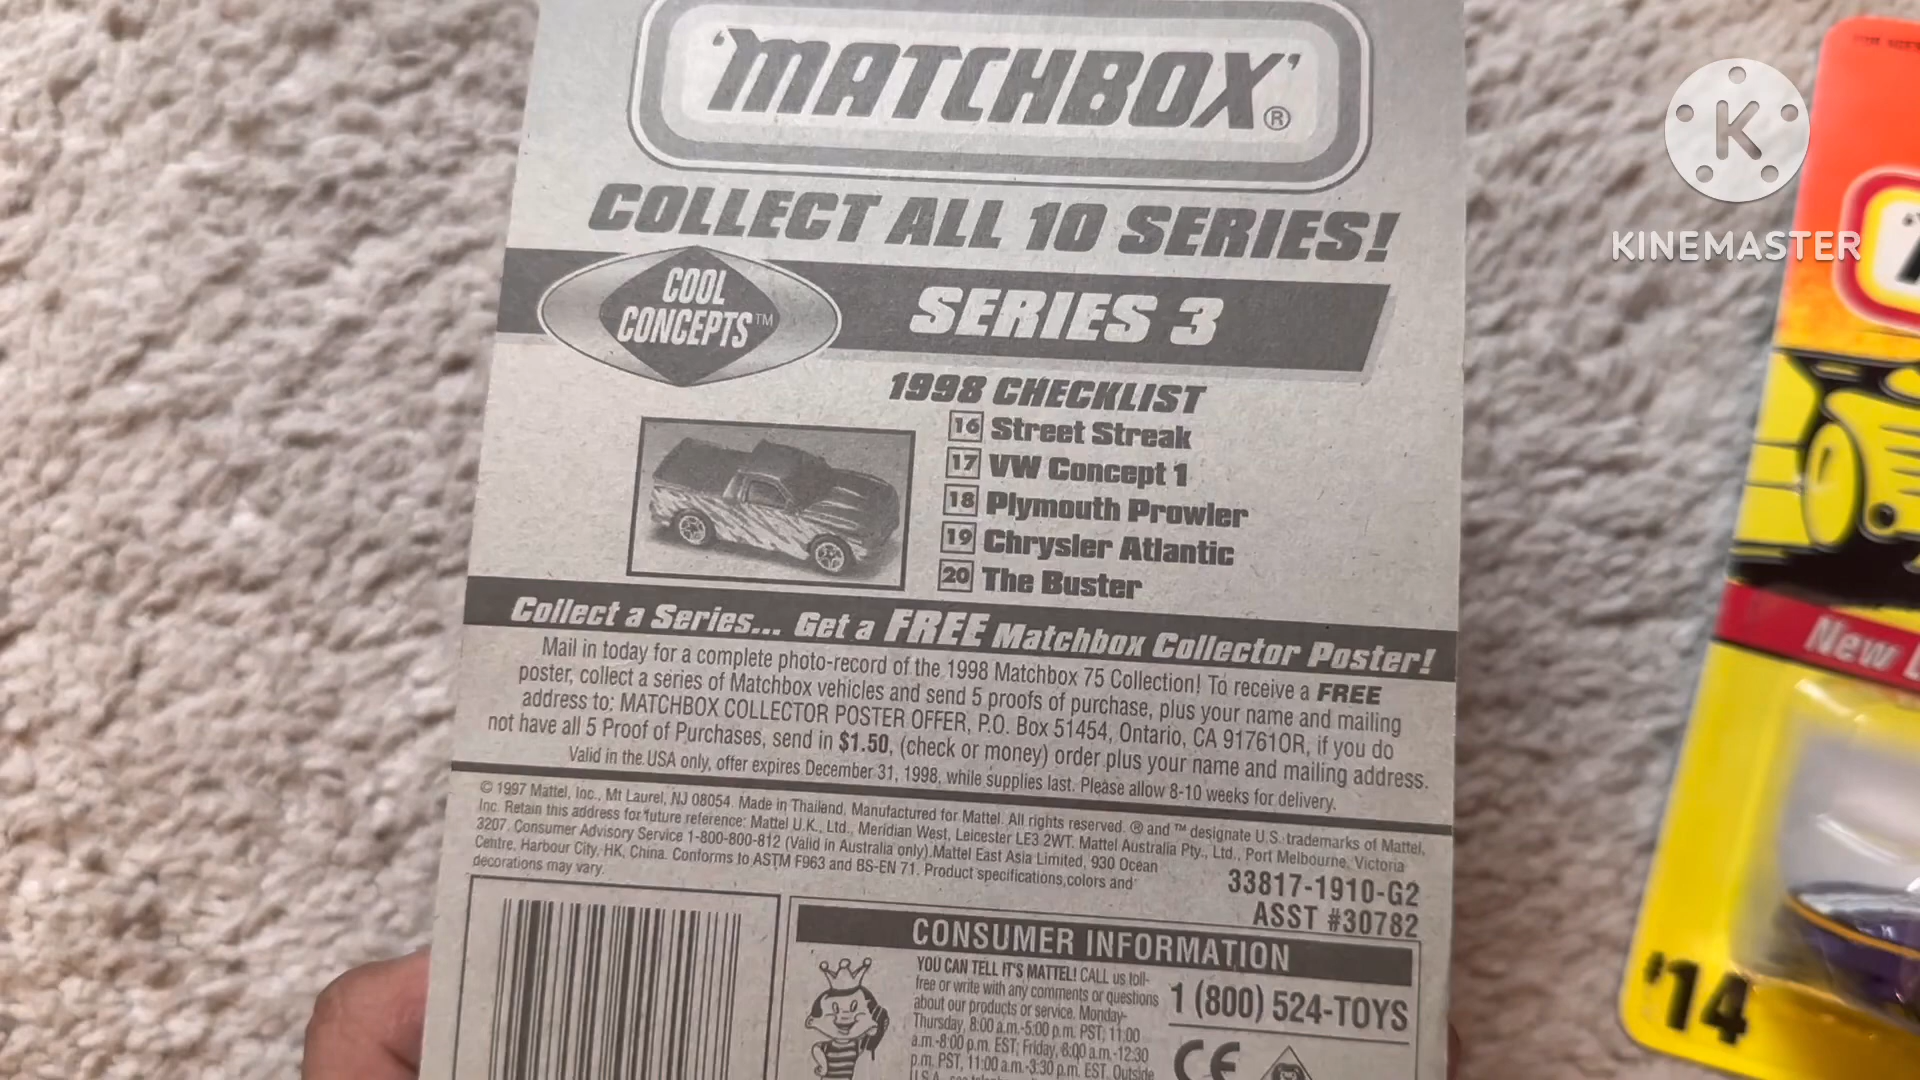 'MATCHBOX'®
COLLECT ALL 10 SERIES!
COOL
CONCEPTS™
SERIES 3
1998 CHECKLIST
16 Street Streak
17 VW Concept 1
18 Plymouth Prowler
19 Chrysler Atlantic
20 The Buster
Collect a Series... Get a FREE Matchbox Collector Poster!
Mail in today for a complete photo-record of the 1998 Matchbox 75 Collection! To receive a FREE
poster, collect a series of Matchbox vehicles and send 5 proofs of purchase, plus your name and mailing
address to: MATCHBOX COLLECTOR POSTER OFFER, P.O. Box 51454, Ontario, CA 91761OR, if you do
not have all 5 Proof of Purchases, send in $1.50, (check or money) order plus your name and mailing address.
Valid in the USA only, offer expires December 31, 1998, while supplies last. Please allow 8-10 weeks for delivery.
© 1997 Mattel, Inc., Mt Laurel, NJ 08054. Made in Thailand. Manufactured for Mattel. All rights reserved. ® and ™ designate U.S. trademarks of Mattel,
Inc. Retain this address for future reference: Mattel U.K., Ltd., Meridian West, Leicester LE3 2WT. Mattel Australia Pty., Ltd., Port Melbourne, Victoria
3207. Consumer Advisory Service 1-800-800-812 (Valid in Australia only). Mattel East Asia Limited, 930 Ocean
Centre, Harbour City, HK, China. Conforms to ASTM F963 and BS-EN 71. Product specifications, colors and
decorations may vary.
33817-1910-G2
ASST #30782
CONSUMER INFORMATION
YOU CAN TELL IT'S MATTEL! CALL us toll-
free or write with any comments or questions
about our products or service. Monday-
Thursday, 8:00 a.m.-5:00 p.m. PST; 11:00
a.m.-8:00 p.m. EST; Friday, 8:00 a.m.-12:30
p.m. PST, 11:00 a.m.-3:30 p.m. EST. Outside
1 (800) 524-TOYS
CE
K
KINEMASTER
New
#14